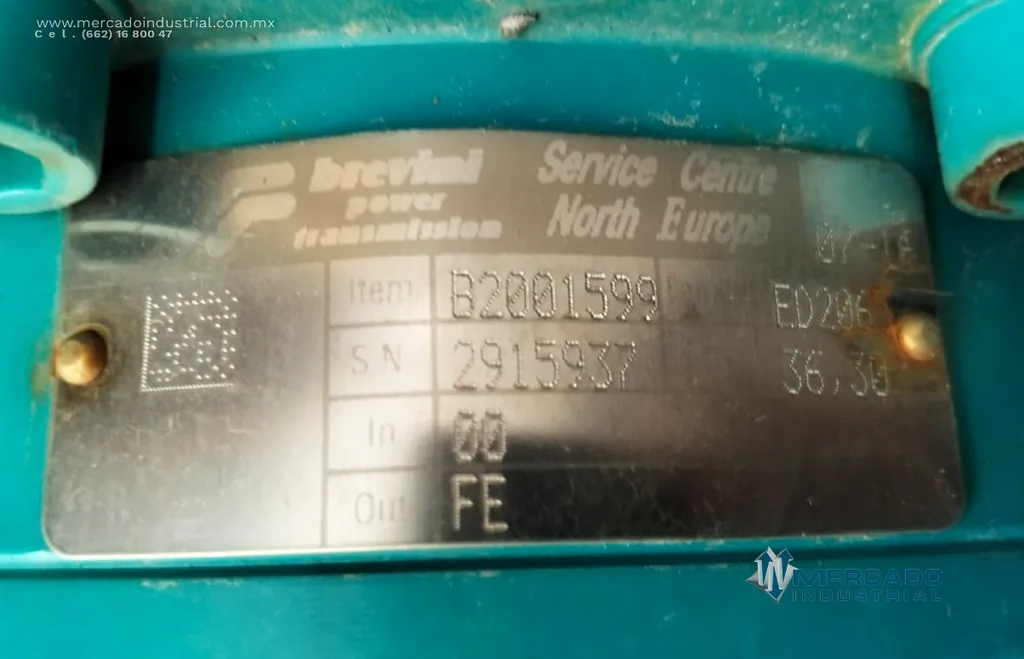 www.mercadoindustrial.com.mx
Cel. (662) 16 800 47
brevini
power
transmission
Service Centre
North Europe
Item B2001599 ED206
S N 2915937 36,30
In 00
Out FE
MERCADO
INDUSTRIAL